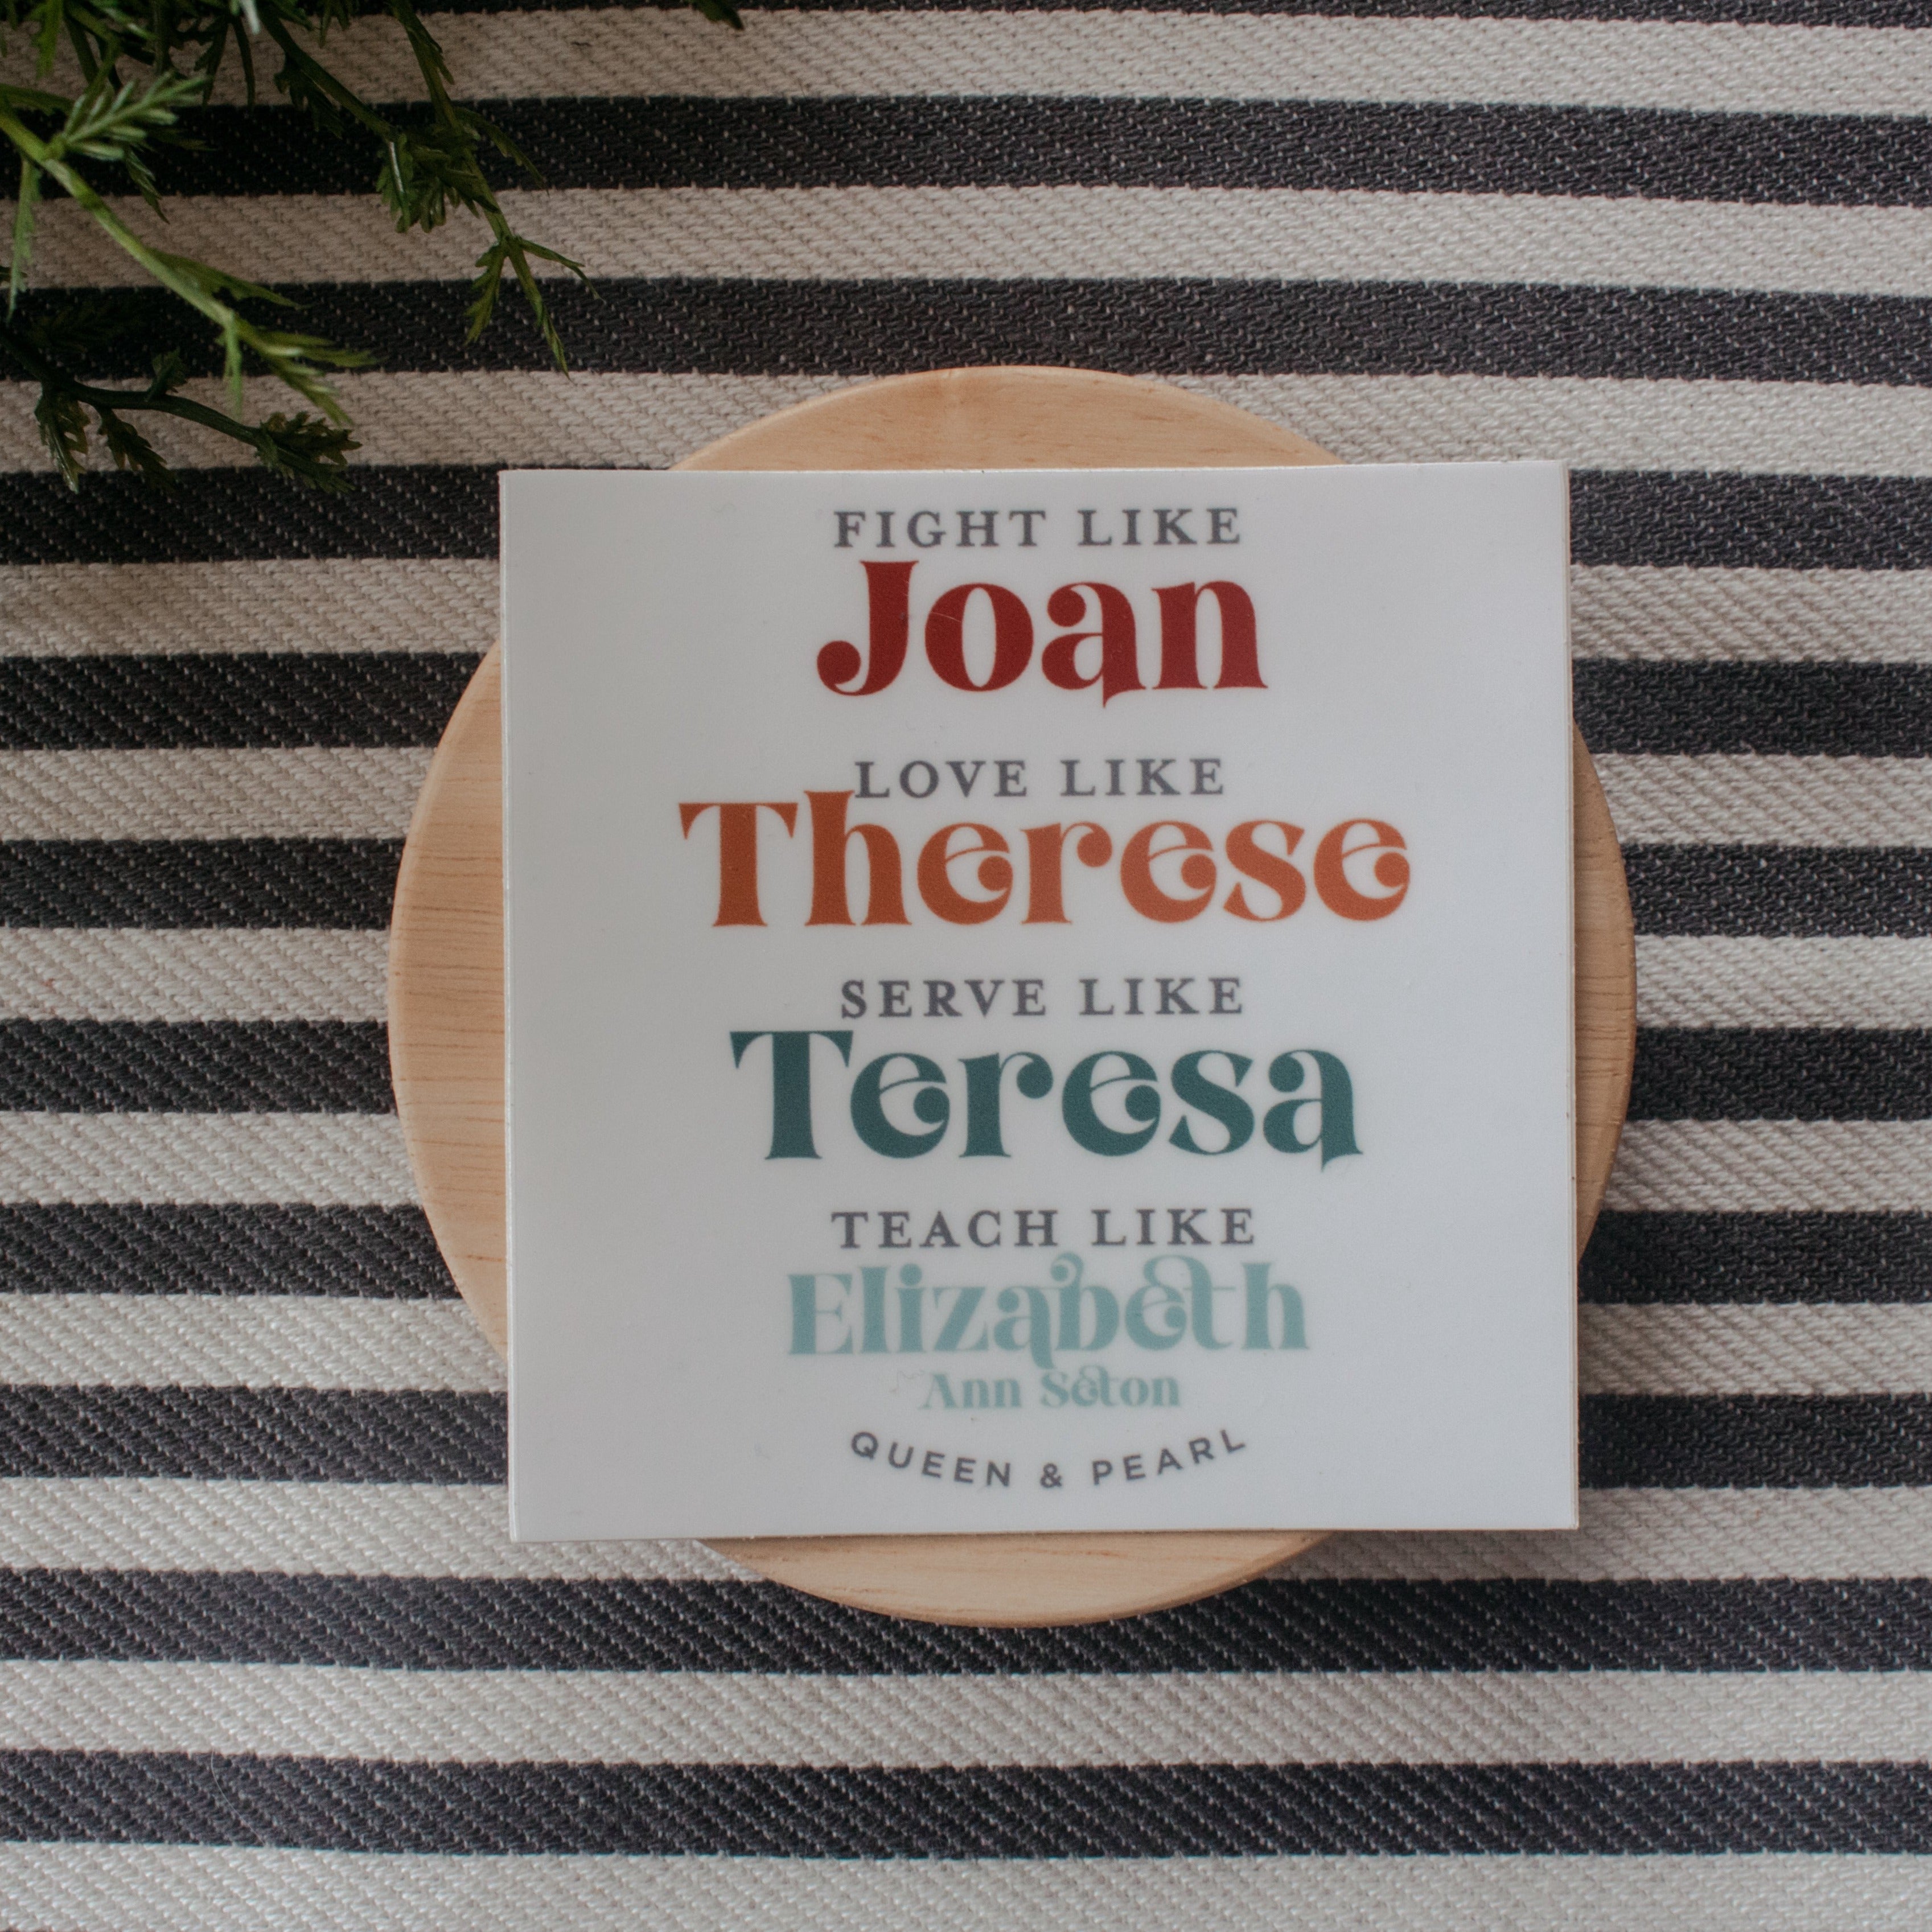 FIGHT LIKE
Joan
LOVE LIKE
Therese
SERVE LIKE
Teresa
TEACH LIKE
Elizabeth
Ann Seton
QUEEN & PEARL